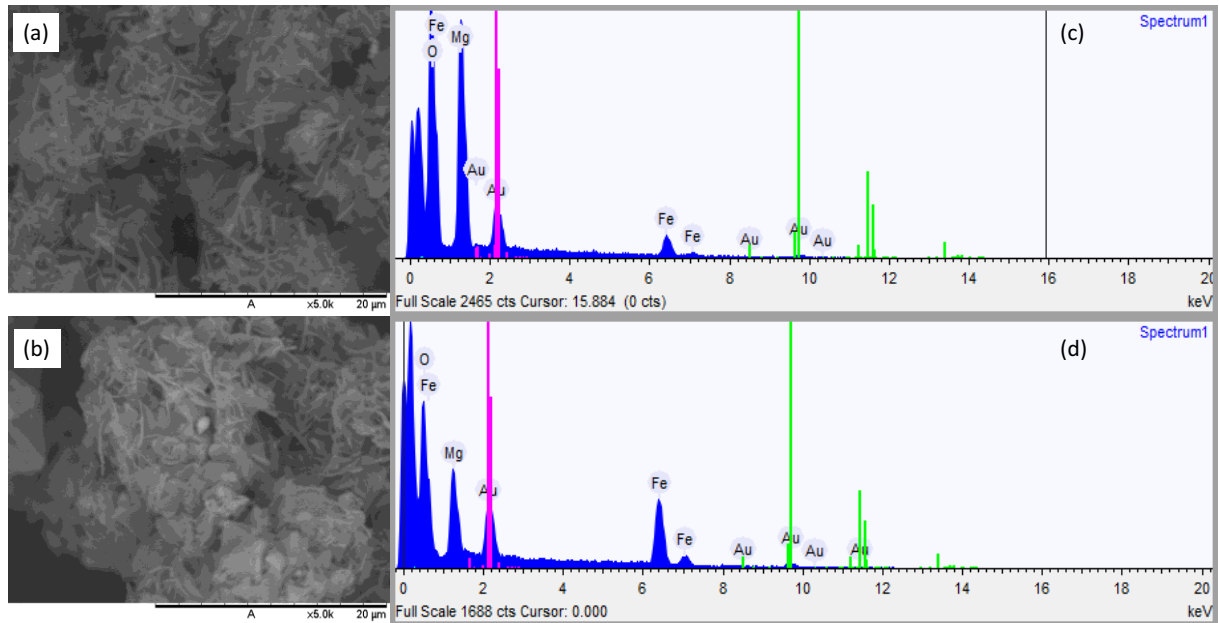 (a)
A x5.0k 20 µm
(b)
A x5.0k 20 µm
Spectrum1
(c)
Fe
O
Mg
Au
Au
Fe
Fe
Au
Au
Au
0 2 4 6 8 10 12 14 16 18 20
Full Scale 2465 cts Cursor: 15.884 (0 cts) keV
Spectrum1
(d)
O
Fe
Mg
Au
Fe
Fe
Au
Au
Au
Au
0 2 4 6 8 10 12 14 16 18 20
Full Scale 1688 cts Cursor: 0.000 keV